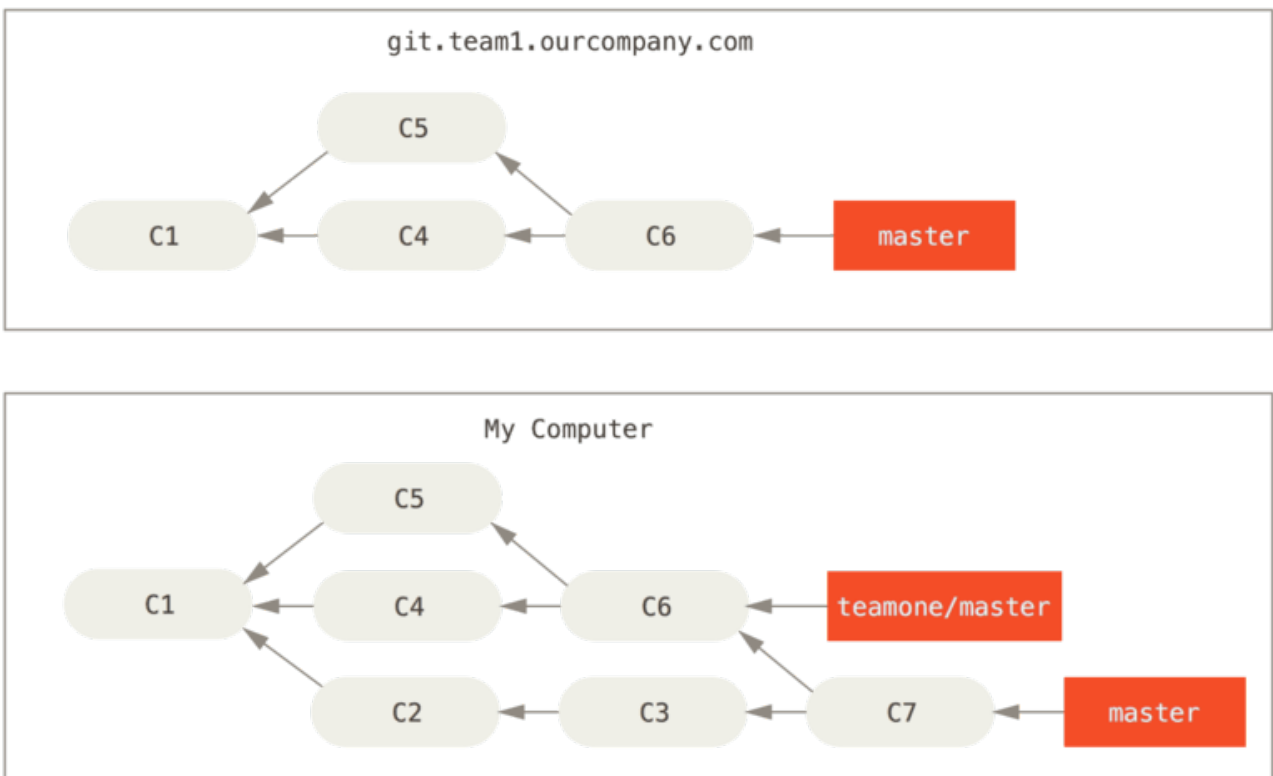 git.team1.ourcompany.com
C5
C1
C4
C6
master
My Computer
C5
C1
C4
C6
teamone/master
C2
C3
C7
master